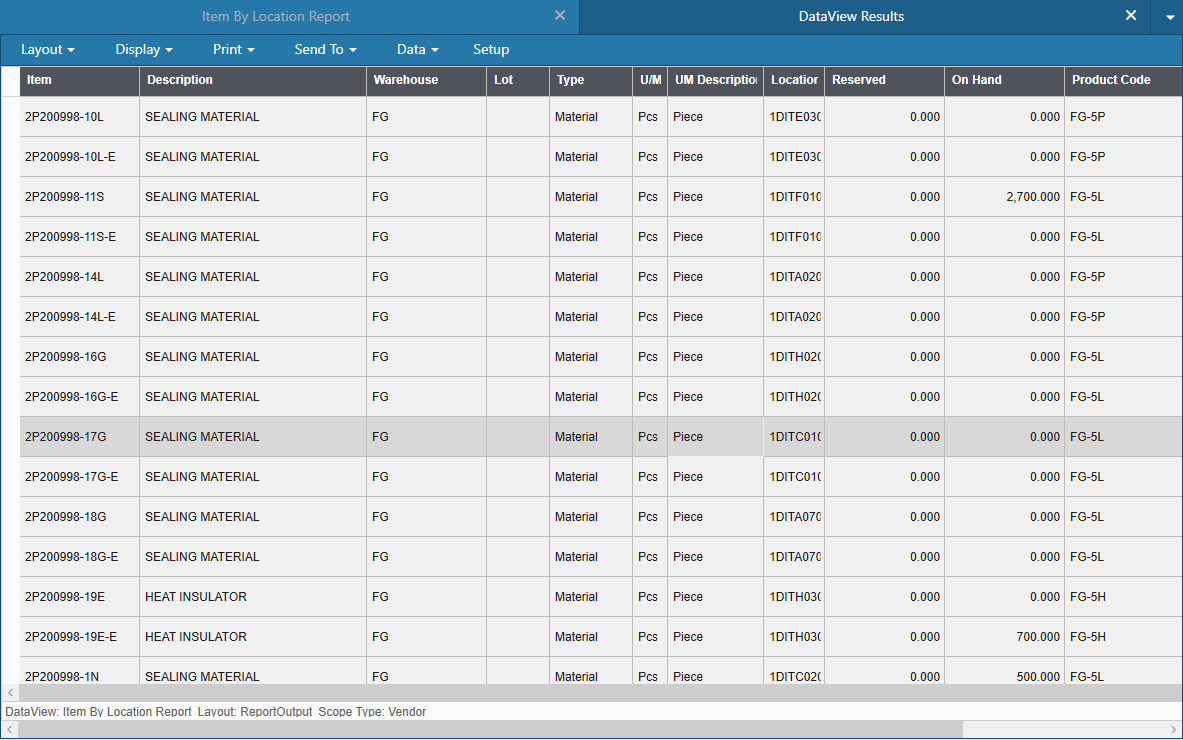 Item By Location Report DataView Results
Layout Display Print Send To Data Setup
Item Description Warehouse Lot Type U/M UM Description Location Reserved On Hand Product Code
2P200998-10L SEALING MATERIAL FG Material Pcs Piece 1DITE030 0.000 0.000 FG-5P
2P200998-10L-E SEALING MATERIAL FG Material Pcs Piece 1DITE030 0.000 0.000 FG-5P
2P200998-11S SEALING MATERIAL FG Material Pcs Piece 1DITF010 0.000 2,700.000 FG-5L
2P200998-11S-E SEALING MATERIAL FG Material Pcs Piece 1DITF010 0.000 0.000 FG-5L
2P200998-14L SEALING MATERIAL FG Material Pcs Piece 1DITA020 0.000 0.000 FG-5P
2P200998-14L-E SEALING MATERIAL FG Material Pcs Piece 1DITA020 0.000 0.000 FG-5P
2P200998-16G SEALING MATERIAL FG Material Pcs Piece 1DITH020 0.000 0.000 FG-5L
2P200998-16G-E SEALING MATERIAL FG Material Pcs Piece 1DITH020 0.000 0.000 FG-5L
2P200998-17G SEALING MATERIAL FG Material Pcs Piece 1DITC010 0.000 0.000 FG-5L
2P200998-17G-E SEALING MATERIAL FG Material Pcs Piece 1DITC010 0.000 0.000 FG-5L
2P200998-18G SEALING MATERIAL FG Material Pcs Piece 1DITA070 0.000 0.000 FG-5L
2P200998-18G-E SEALING MATERIAL FG Material Pcs Piece 1DITA070 0.000 0.000 FG-5L
2P200998-19E HEAT INSULATOR FG Material Pcs Piece 1DITH030 0.000 0.000 FG-5H
2P200998-19E-E HEAT INSULATOR FG Material Pcs Piece 1DITH030 0.000 700.000 FG-5H
2P200998-1N SEALING MATERIAL FG Material Pcs Piece 1DITC020 0.000 500.000 FG-5L
DataView: Item By Location Report Layout: ReportOutput Scope Type: Vendor